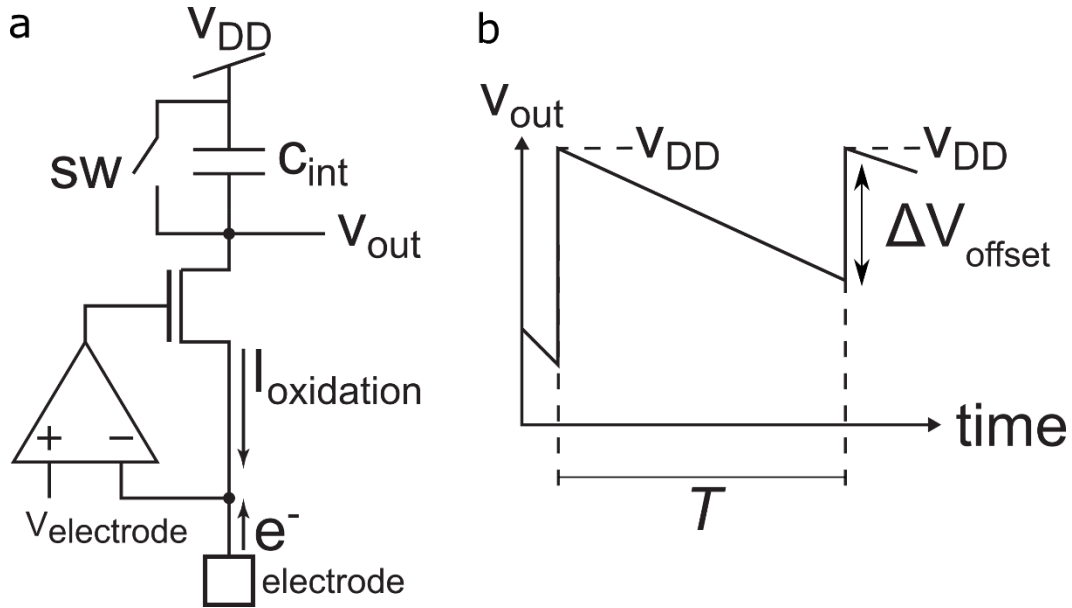 a
VDD
SW
Cint
Vout
Ioxidation
+ −
Velectrode
e-
electrode
b
Vout
VDD
VDD
ΔVoffset
time
T